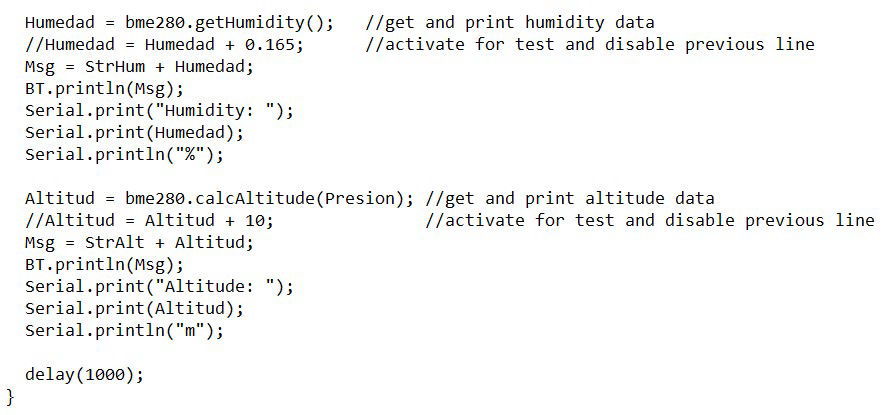 Humedad = bme280.getHumidity();   //get and print humidity data
//Humedad = Humedad + 0.165;      //activate for test and disable previous line
Msg = StrHum + Humedad;
BT.println(Msg);
Serial.print("Humidity: ");
Serial.print(Humedad);
Serial.println("%");

Altitud = bme280.calcAltitude(Presion); //get and print altitude data
//Altitud = Altitud + 10;               //activate for test and disable previous line
Msg = StrAlt + Altitud;
BT.println(Msg);
Serial.print("Altitude: ");
Serial.print(Altitud);
Serial.println("m");

delay(1000);
}